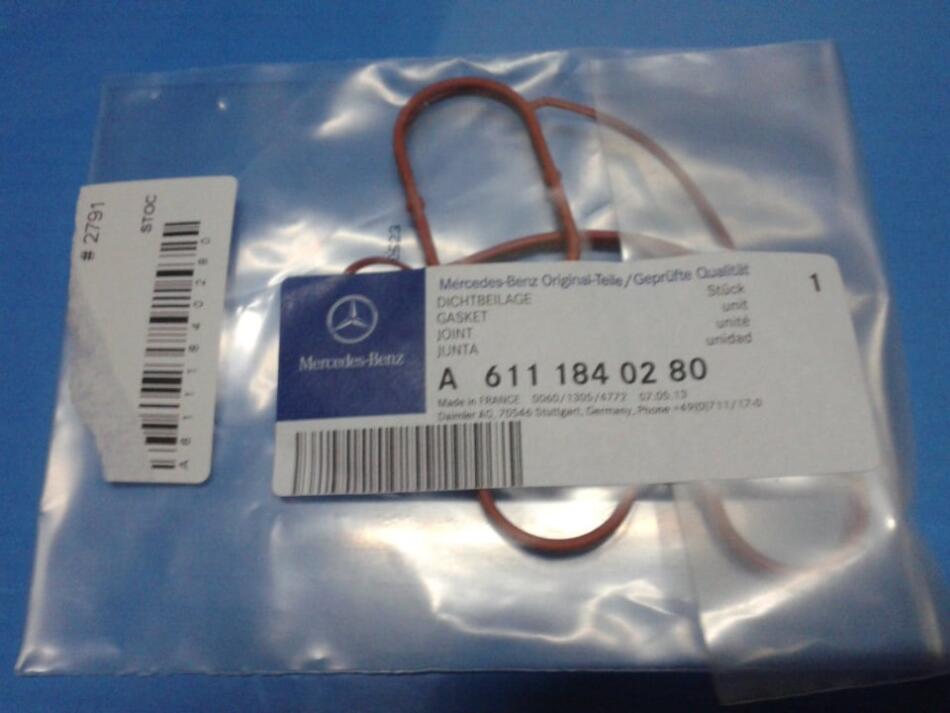 # 2791
STOC
A6111840280
Mercedes-Benz
Mercedes-Benz Original-Teile/Geprüfte Qualität
DICHTBEILAGE Stück 1
GASKET unit
JOINT unité
JUNTA unidad
A 611 184 02 80
Made in FRANCE 0060/1305/4772 07.05.13
Daimler AG, 70546 Stuttgart, Germany, Phone +49(0)711/17-0